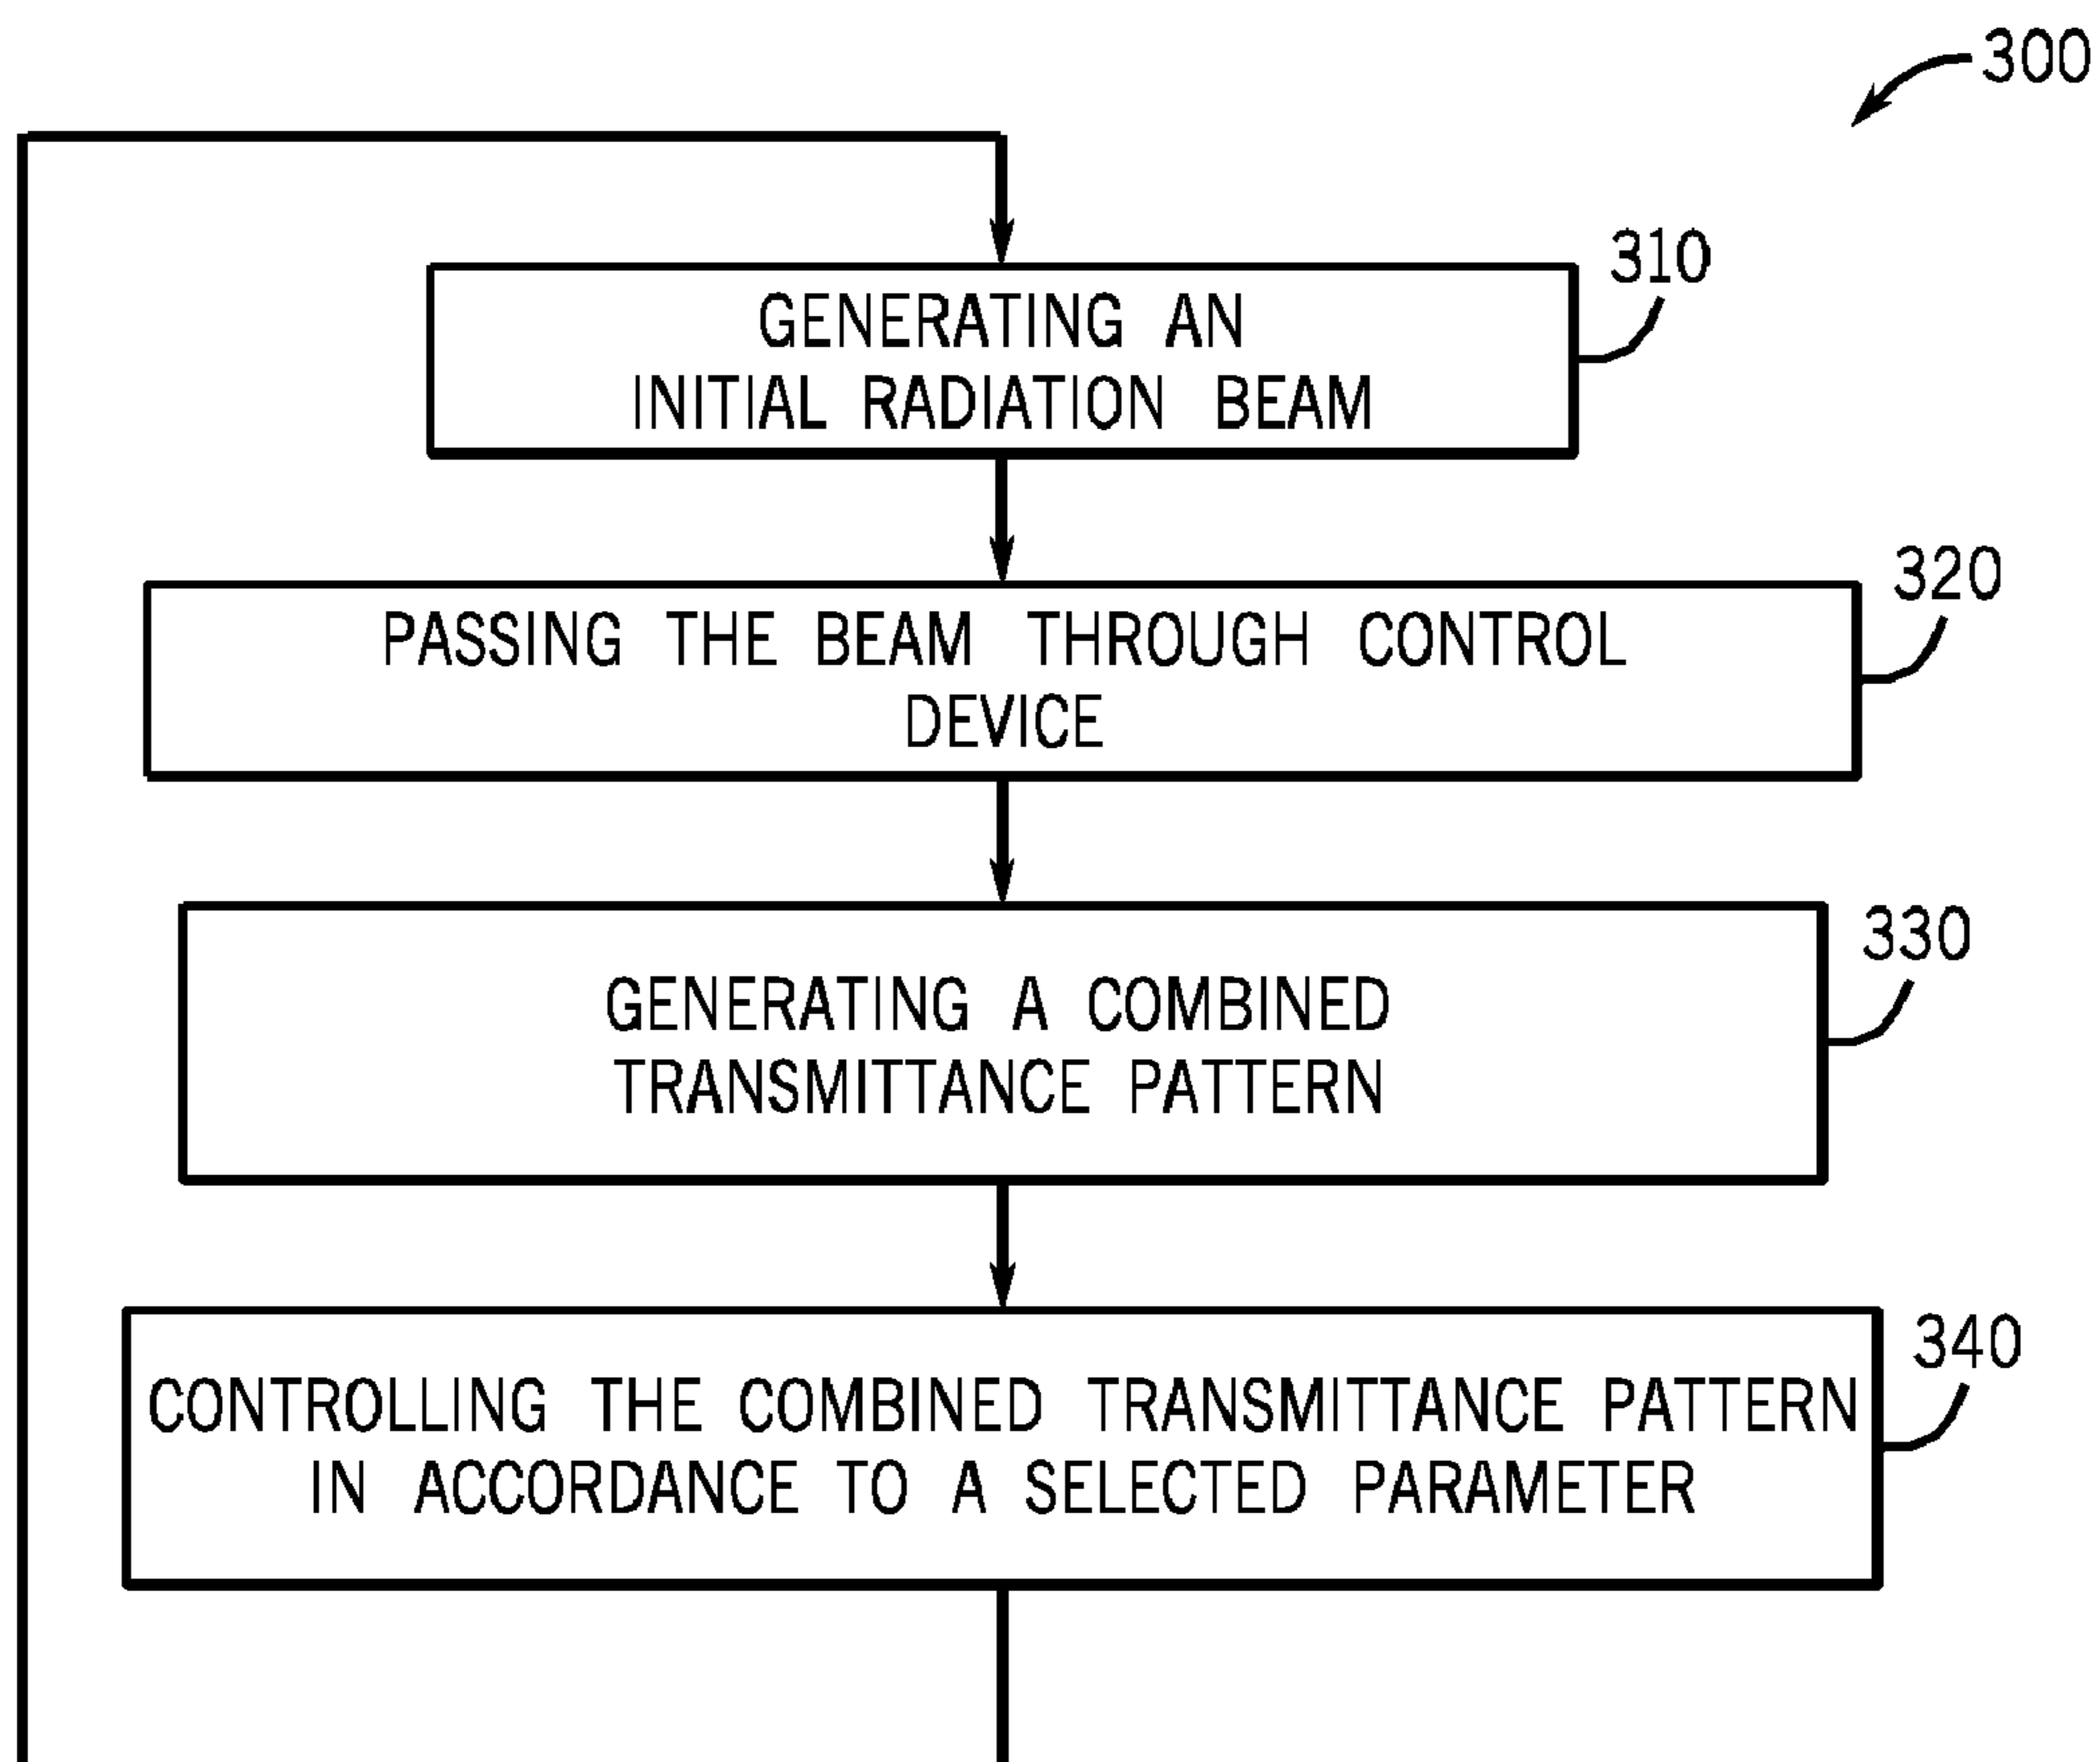 300
310
GENERATING AN
INITIAL RADIATION BEAM
320
PASSING THE BEAM THROUGH CONTROL
DEVICE
330
GENERATING A COMBINED
TRANSMITTANCE PATTERN
340
CONTROLLING THE COMBINED TRANSMITTANCE PATTERN
IN ACCORDANCE TO A SELECTED PARAMETER